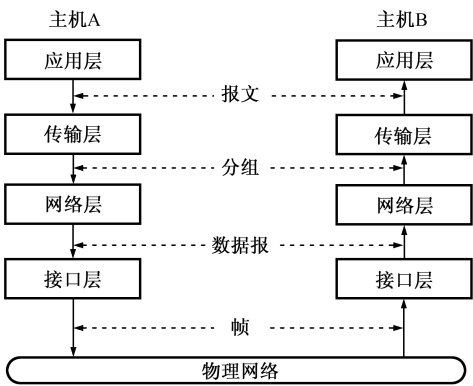 主机A 主机B
应用层 应用层
报文
传输层 传输层
分组
网络层 网络层
数据报
接口层 接口层
帧
物理网络